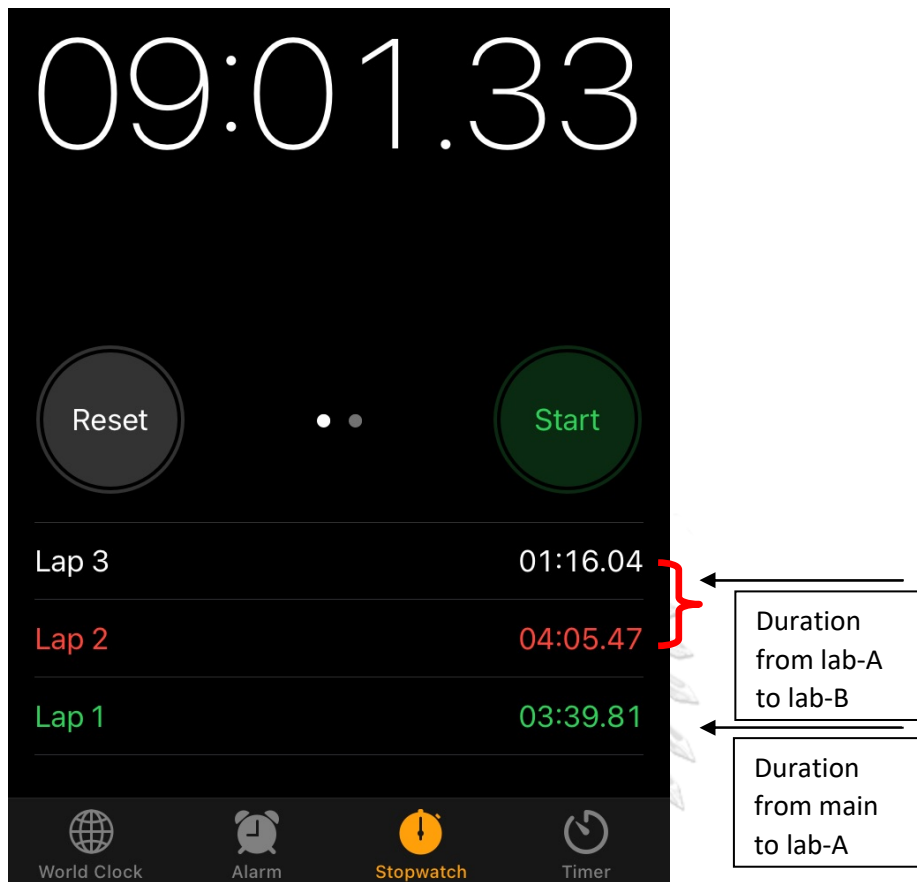 09:01.33
Reset
Start
Lap 3 01:16.04
Lap 2 04:05.47
Lap 1 03:39.81
Duration
from lab-A
to lab-B
Duration
from main
to lab-A
World Clock Alarm Stopwatch Timer